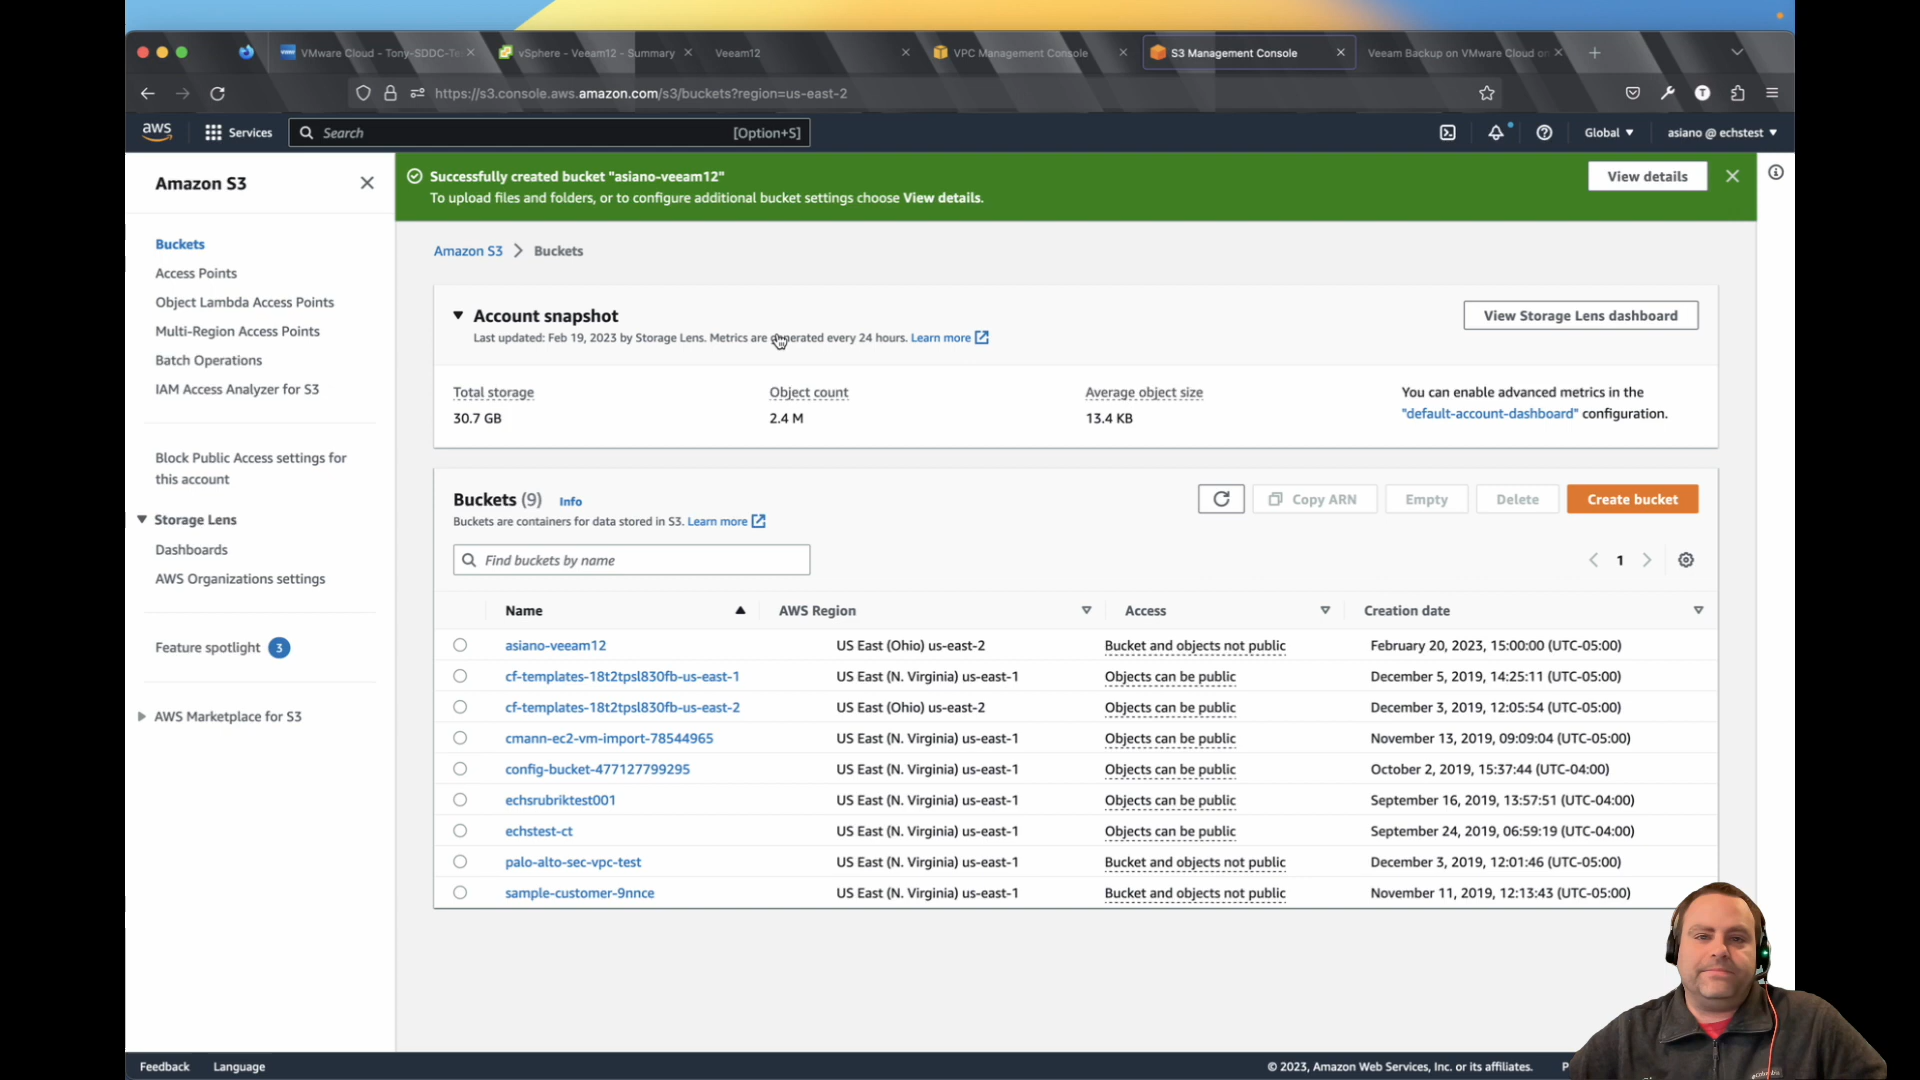 VMware Cloud - Tony-SDDC-Te
vSphere - Veeam12 - Summary
Veeam12
VPC Management Console
S3 Management Console
Veeam Backup on VMware Cloud on
https://s3.console.aws.amazon.com/s3/buckets?region=us-east-2
T
aws
Services
Search
[Option+S]
Global
asiano @ echstest
Amazon S3
Successfully created bucket "asiano-veeam12"
To upload files and folders, or to configure additional bucket settings choose View details.
View details
Buckets
Access Points
Object Lambda Access Points
Multi-Region Access Points
Batch Operations
IAM Access Analyzer for S3
Block Public Access settings for
this account
Storage Lens
Dashboards
AWS Organizations settings
Feature spotlight 3
AWS Marketplace for S3
Amazon S3 > Buckets
Account snapshot
Last updated: Feb 19, 2023 by Storage Lens. Metrics are generated every 24 hours. Learn more
View Storage Lens dashboard
Total storage
30.7 GB
Object count
2.4 M
Average object size
13.4 KB
You can enable advanced metrics in the
"default-account-dashboard" configuration.
Buckets (9) Info
Buckets are containers for data stored in S3. Learn more
Copy ARN
Empty
Delete
Create bucket
Find buckets by name
1
Name AWS Region Access Creation date
asiano-veeam12 US East (Ohio) us-east-2 Bucket and objects not public February 20, 2023, 15:00:00 (UTC-05:00)
cf-templates-18t2tpsl830fb-us-east-1 US East (N. Virginia) us-east-1 Objects can be public December 5, 2019, 14:25:11 (UTC-05:00)
cf-templates-18t2tpsl830fb-us-east-2 US East (Ohio) us-east-2 Objects can be public December 3, 2019, 12:05:54 (UTC-05:00)
cmann-ec2-vm-import-78544965 US East (N. Virginia) us-east-1 Objects can be public November 13, 2019, 09:09:04 (UTC-05:00)
config-bucket-477127799295 US East (N. Virginia) us-east-1 Objects can be public October 2, 2019, 15:37:44 (UTC-04:00)
echsrubriktest001 US East (N. Virginia) us-east-1 Objects can be public September 16, 2019, 13:57:51 (UTC-04:00)
echstest-ct US East (N. Virginia) us-east-1 Objects can be public September 24, 2019, 06:59:19 (UTC-04:00)
palo-alto-sec-vpc-test US East (N. Virginia) us-east-1 Bucket and objects not public December 3, 2019, 12:01:46 (UTC-05:00)
sample-customer-9nnce US East (N. Virginia) us-east-1 Bucket and objects not public November 11, 2019, 12:13:43 (UTC-05:00)
Feedback
Language
© 2023, Amazon Web Services, Inc. or its affiliates.
P